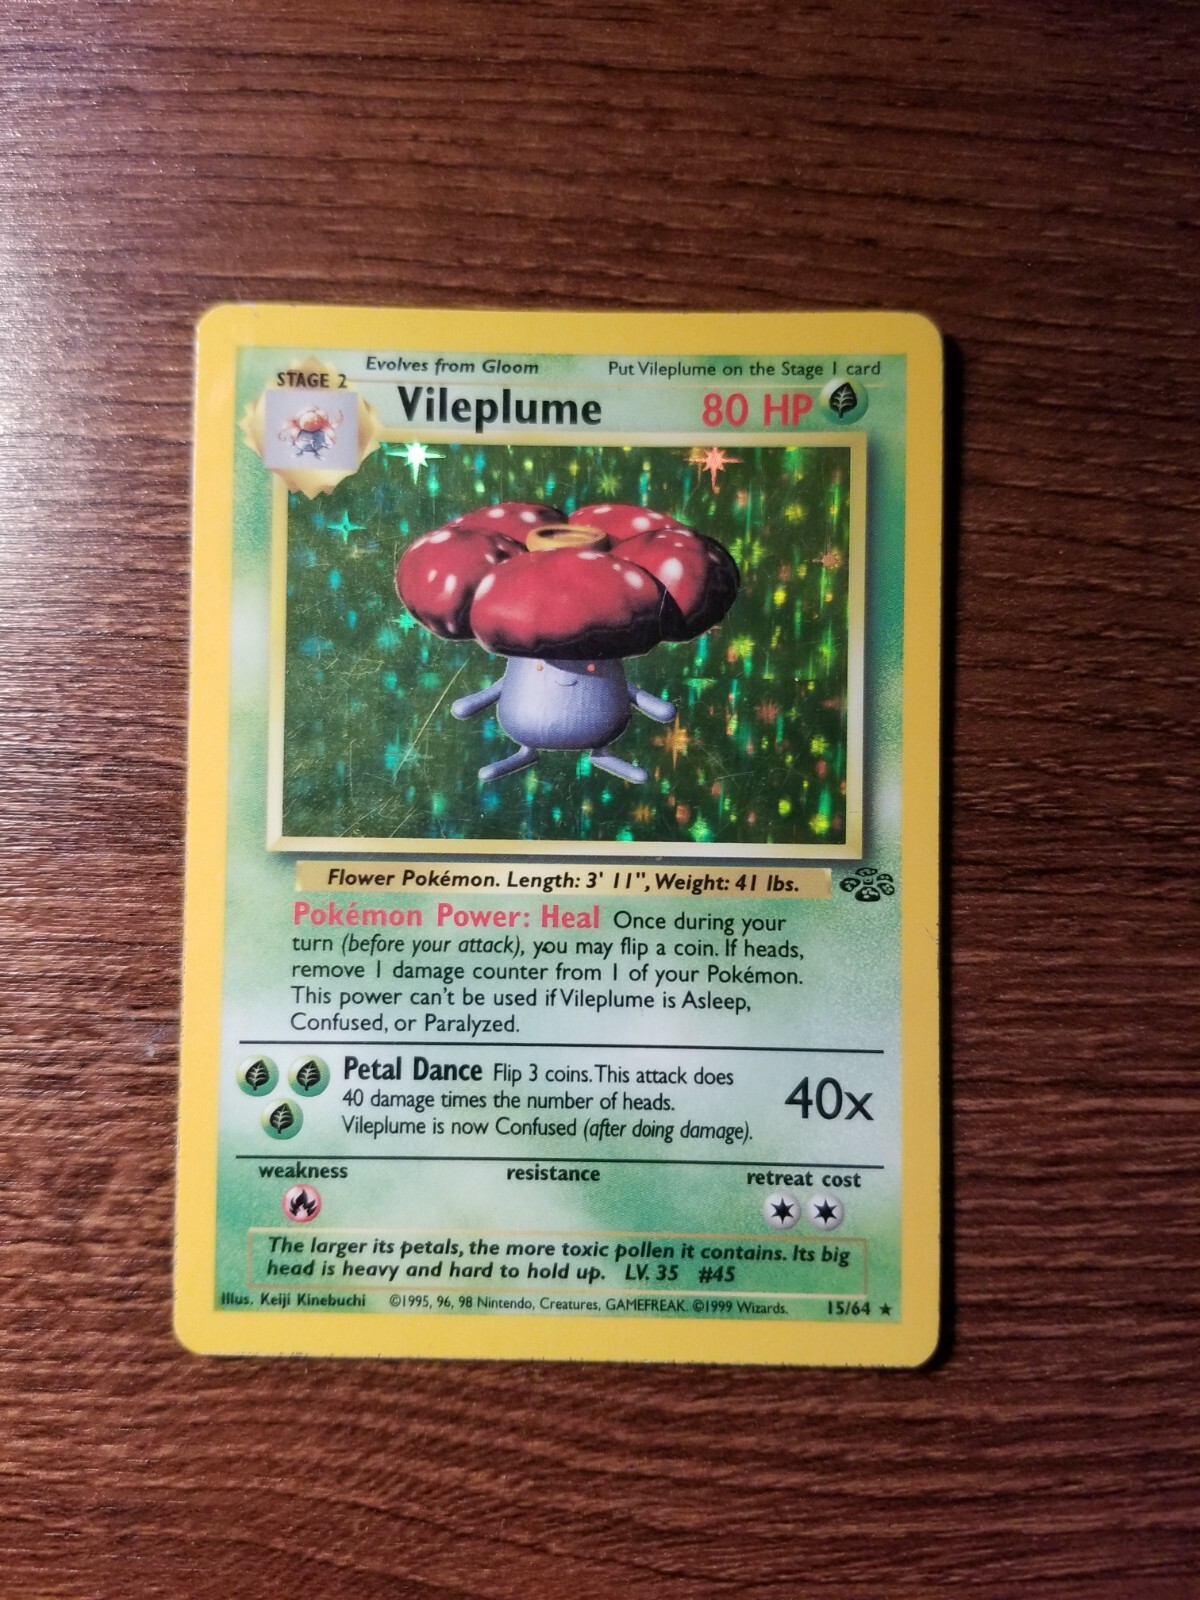 STAGE 2
Evolves from Gloom
Put Vileplume on the Stage 1 card
Vileplume
80 HP
Flower Pokémon. Length: 3' 11", Weight: 41 lbs.
Pokémon Power: Heal Once during your
turn (before your attack), you may flip a coin. If heads,
remove 1 damage counter from 1 of your Pokémon.
This power can't be used if Vileplume is Asleep,
Confused, or Paralyzed.
Petal Dance Flip 3 coins. This attack does
40 damage times the number of heads.
Vileplume is now Confused (after doing damage).
40x
weakness
resistance
retreat cost
The larger its petals, the more toxic pollen it contains. Its big
head is heavy and hard to hold up. LV. 35 #45
Illus. Keiji Kinebuchi ©1995, 96, 98 Nintendo, Creatures, GAMEFREAK. ©1999 Wizards. 15/64 ★